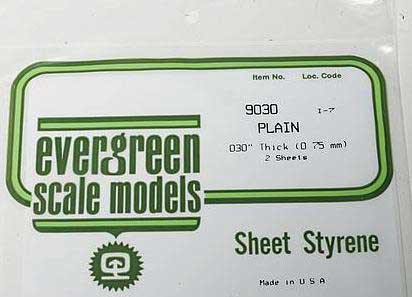 Item No. Loc. Code
9030 I-7
PLAIN
.030" Thick (0.75 mm)
2 Sheets
evergreen
scale models
Sheet Styrene
Made in U S A